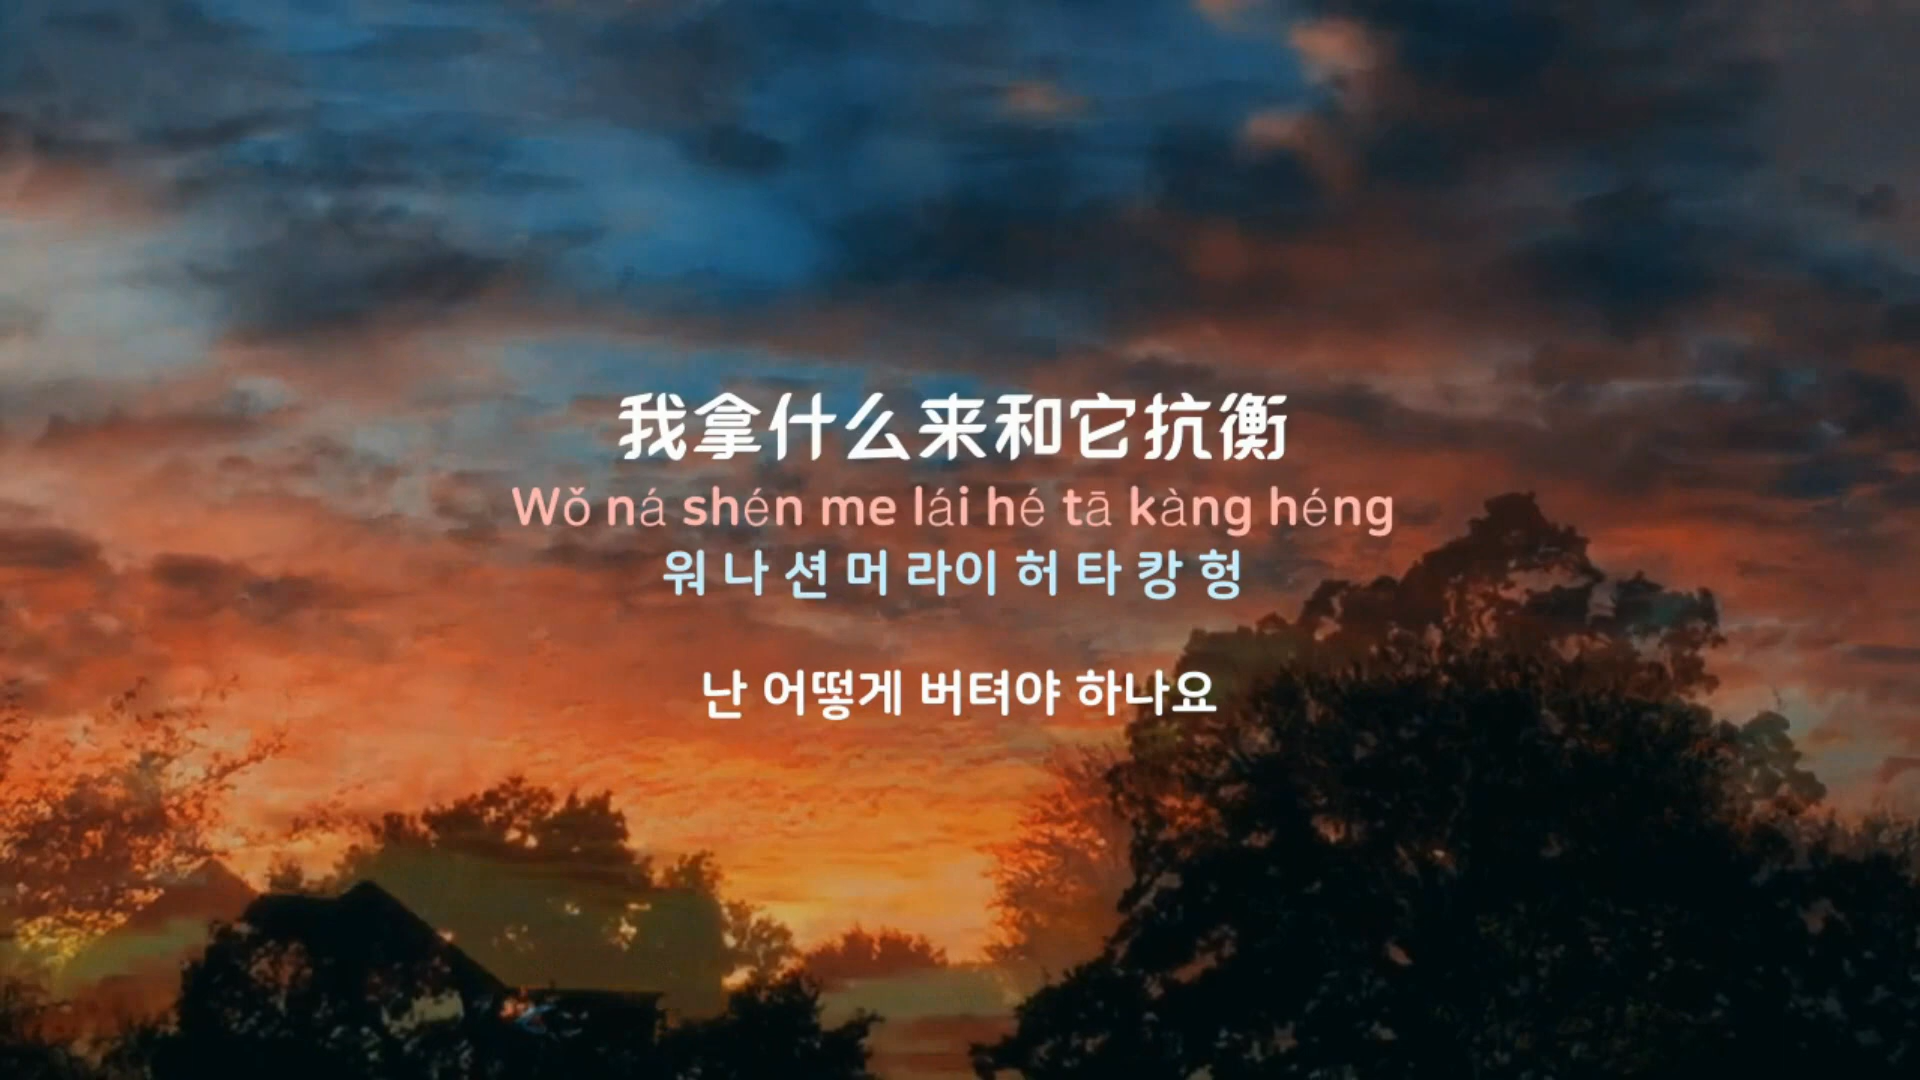 我拿什么来和它抗衡
Wǒ ná shén me lái hé tā kàng héng
워 나 션 머 라이 허 타 캉 헝
난 어떻게 버텨야 하나요